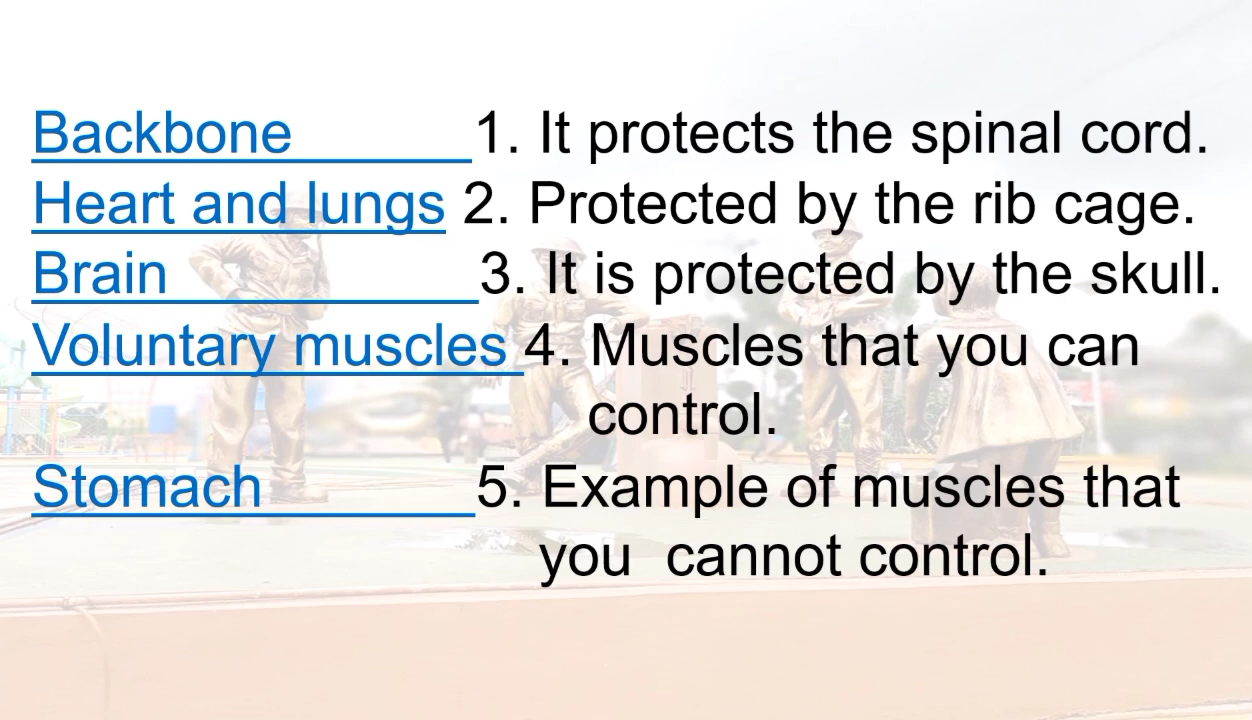 Backbone 1. It protects the spinal cord.
Heart and lungs 2. Protected by the rib cage.
Brain 3. It is protected by the skull.
Voluntary muscles 4. Muscles that you can
control.
Stomach 5. Example of muscles that
you cannot control.